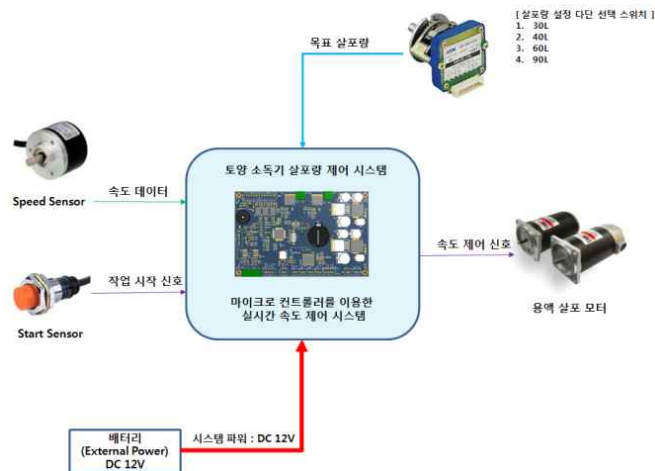 [ 살포량 설정 다단 선택 스위치 ]
1. 30L
2. 40L
3. 60L
4. 90L
목표 살포량
토양 소독기 살포량 제어 시스템
Speed Sensor
속도 데이터
속도 제어 신호
작업 시작 신호
Start Sensor
마이크로 컨트롤러를 이용한
실시간 속도 제어 시스템
용액 살포 모터
배터리
(External Power)
DC 12V
시스템 파워 : DC 12V